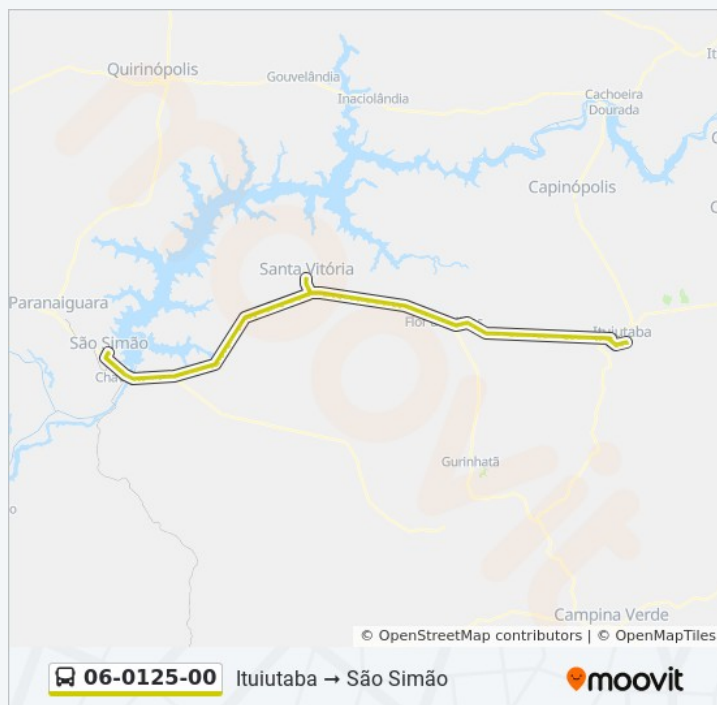 Quirinópolis
Gouvelândia
Inaciolândia
Cachoeira
Dourada
Capinópolis
Santa Vitória
Paranaiguara
São Simão
Ituiutaba
Gurinhatã
Campina Verde
© OpenStreetMap contributors | © OpenMapTiles
06-0125-00 Ituiutaba → São Simão moovit